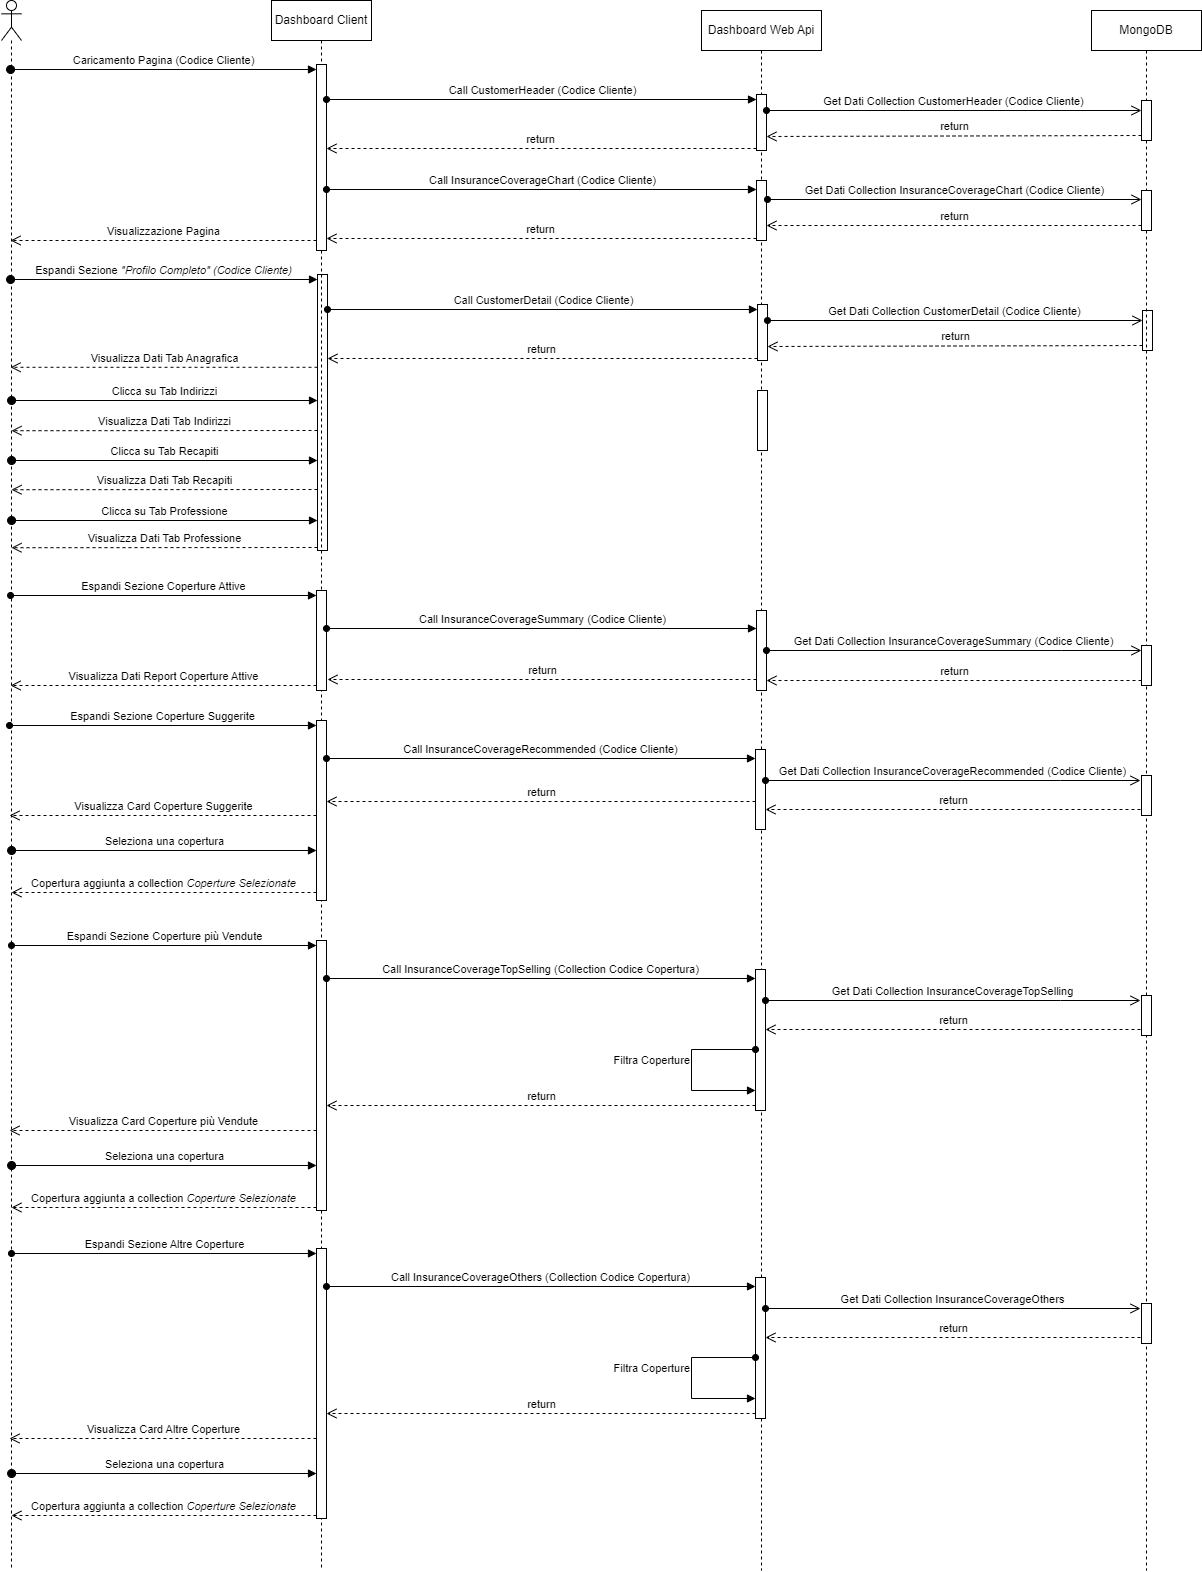 Dashboard Client
Dashboard Web Api
MongoDB
Caricamento Pagina (Codice Cliente)
Call CustomerHeader (Codice Cliente)
Get Dati Collection CustomerHeader (Codice Cliente)
return
return
Call InsuranceCoverageChart (Codice Cliente)
Get Dati Collection InsuranceCoverageChart (Codice Cliente)
return
return
Visualizzazione Pagina
Espandi Sezione "Profilo Completo" (Codice Cliente)
Call CustomerDetail (Codice Cliente)
Get Dati Collection CustomerDetail (Codice Cliente)
return
return
Visualizza Dati Tab Anagrafica
Clicca su Tab Indirizzi
Visualizza Dati Tab Indirizzi
Clicca su Tab Recapiti
Visualizza Dati Tab Recapiti
Clicca su Tab Professione
Visualizza Dati Tab Professione
Espandi Sezione Coperture Attive
Call InsuranceCoverageSummary (Codice Cliente)
Get Dati Collection InsuranceCoverageSummary (Codice Cliente)
return
return
Visualizza Dati Report Coperture Attive
Espandi Sezione Coperture Suggerite
Call InsuranceCoverageRecommended (Codice Cliente)
Get Dati Collection InsuranceCoverageRecommended (Codice Cliente)
return
return
Visualizza Card Coperture Suggerite
Seleziona una copertura
Copertura aggiunta a collection Coperture Selezionate
Espandi Sezione Coperture più Vendute
Call InsuranceCoverageTopSelling (Collection Codice Copertura)
Get Dati Collection InsuranceCoverageTopSelling
return
Filtra Coperture
return
Visualizza Card Coperture più Vendute
Seleziona una copertura
Copertura aggiunta a collection Coperture Selezionate
Espandi Sezione Altre Coperture
Call InsuranceCoverageOthers (Collection Codice Copertura)
Get Dati Collection InsuranceCoverageOthers
return
Filtra Coperture
return
Visualizza Card Altre Coperture
Seleziona una copertura
Copertura aggiunta a collection Coperture Selezionate